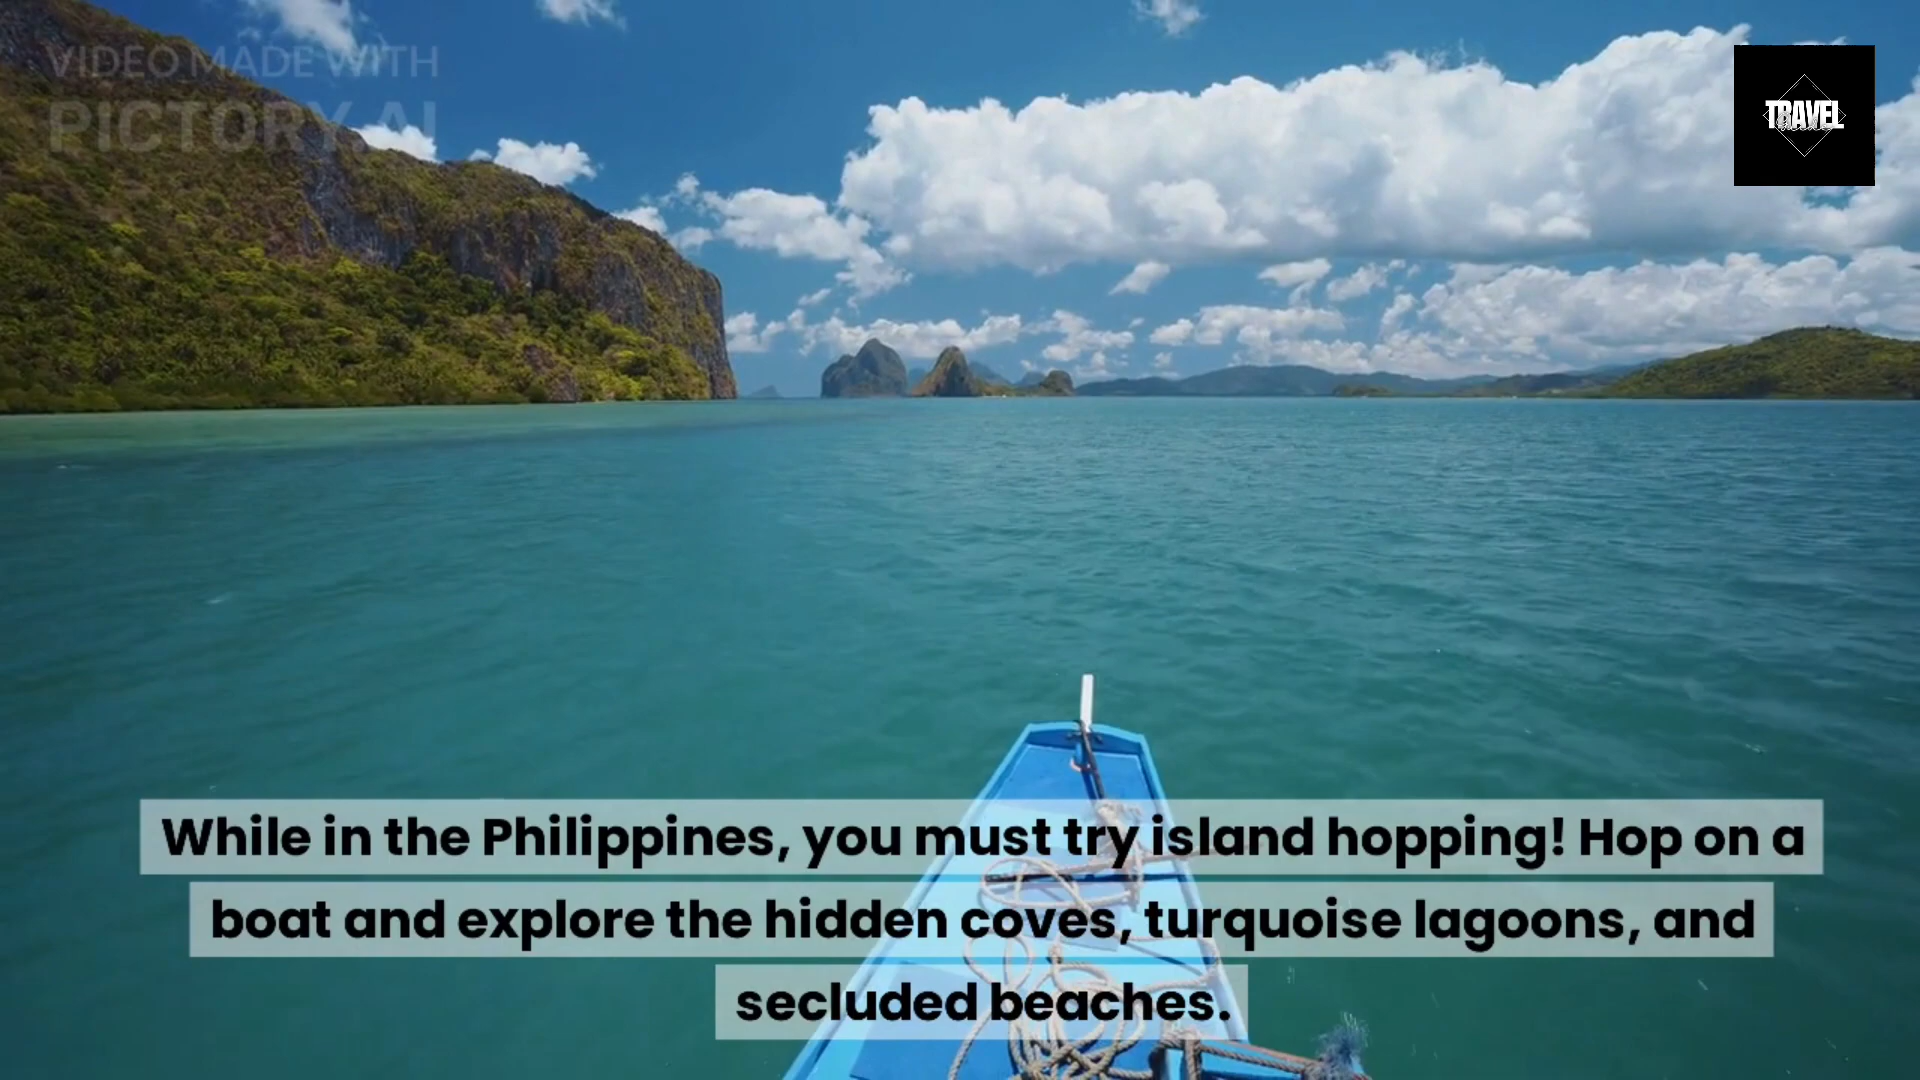 VIDEO MADE WITH
PICTORY.AI
TRAVEL
While in the Philippines, you must try island hopping! Hop on a
boat and explore the hidden coves, turquoise lagoons, and
secluded beaches.